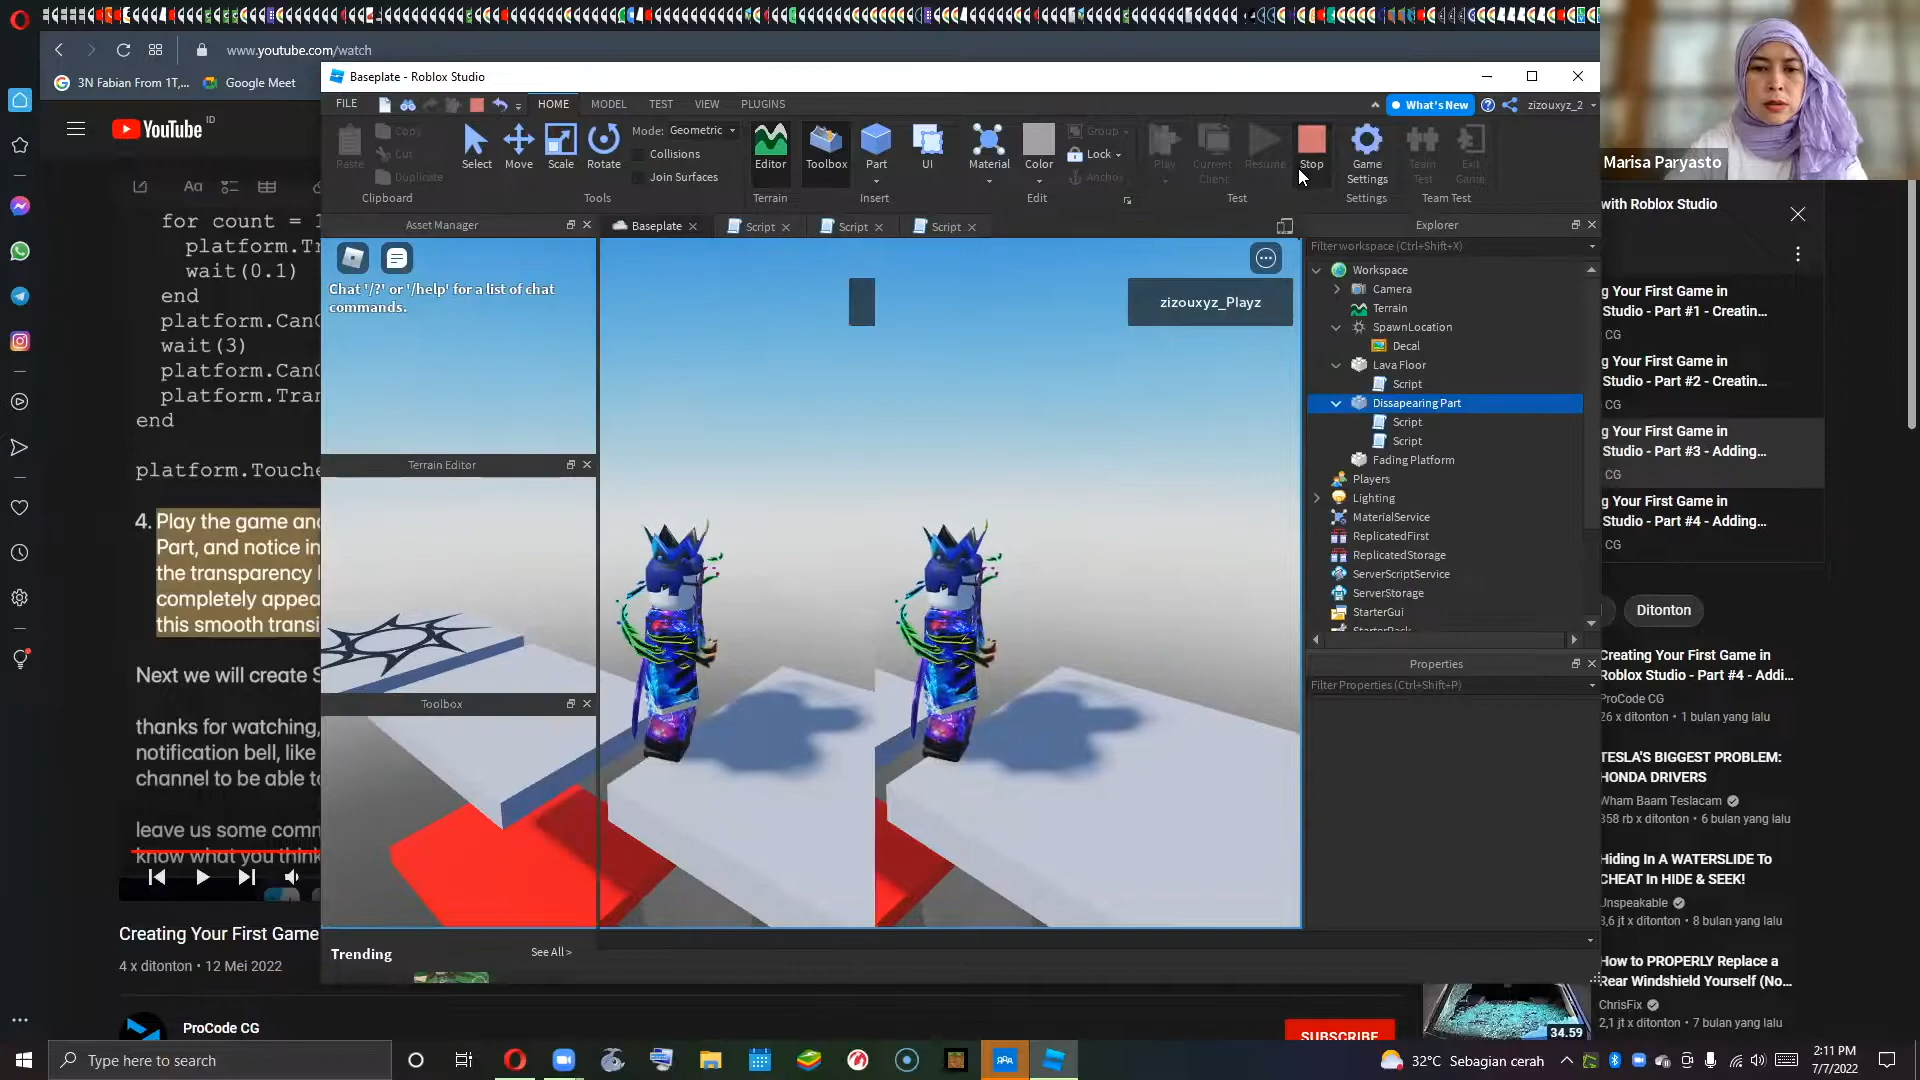 www.youtube.com/watch
3N Fabian From 1T,...
Google Meet
Baseplate - Roblox Studio
FILE
HOME
MODEL
TEST
VIEW
PLUGINS
What's New
zizouxyz_2
Marisa Paryasto
Paste
Copy
Cut
Duplicate
Clipboard
Select
Move
Scale
Rotate
Mode: Geometric
Collisions
Join Surfaces
Tools
Editor
Terrain
Toolbox
Part
UI
Insert
Material
Color
Group
Lock
Anchor
Edit
Play
Current Client
Resume
Stop
Test
Game Settings
Settings
Team Test
Exit Game
Team Test
YouTube ID
Aa
for count = 1
platform.Tr
wait(0.1)
end
platform.Can
wait(3)
platform.Can
platform.Tran
end
platform.Touche
4. Play the game and
Part, and notice in
the transparency
completely appea
this smooth transi
Next we will create S
thanks for watching,
notification bell, like
channel to be able to
leave us some comm
know what you think
Creating Your First Game
4 x ditonton • 12 Mei 2022
ProCode CG
SUBSCRIBE
Asset Manager
Chat '/?' or '/help' for a list of chat
commands.
Terrain Editor
Toolbox
Trending
See All >
Baseplate
Script
Script
Script
zizouxyz_Playz
Explorer
Filter workspace (Ctrl+Shift+X)
Workspace
Camera
Terrain
SpawnLocation
Decal
Lava Floor
Script
Dissapearing Part
Script
Script
Fading Platform
Players
Lighting
MaterialService
ReplicatedFirst
ReplicatedStorage
ServerScriptService
ServerStorage
StarterGui
StarterPack
Properties
Filter Properties (Ctrl+Shift+P)
with Roblox Studio
g Your First Game in
Studio - Part #1 - Creatin...
CG
g Your First Game in
Studio - Part #2 - Creatin...
CG
g Your First Game in
Studio - Part #3 - Adding...
CG
g Your First Game in
Studio - Part #4 - Adding...
CG
Ditonton
Creating Your First Game in
Roblox Studio - Part #4 - Addi...
ProCode CG
26 x ditonton • 1 bulan yang lalu
TESLA'S BIGGEST PROBLEM:
HONDA DRIVERS
Wham Baam Teslacam
358 rb x ditonton • 6 bulan yang lalu
Hiding In A WATERSLIDE To
CHEAT In HIDE & SEEK!
Unspeakable
3,6 jt x ditonton • 8 bulan yang lalu
How to PROPERLY Replace a
Rear Windshield Yourself (No...
ChrisFix
2,1 jt x ditonton • 7 bulan yang lalu
34.59
Type here to search
32°C Sebagian cerah
2:11 PM
7/7/2022